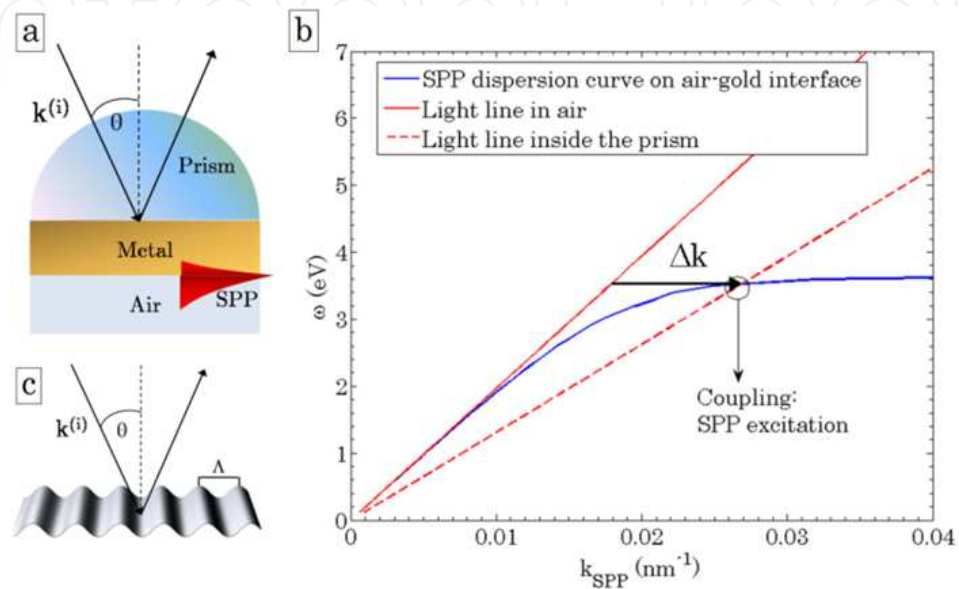 a
k(i)
θ
Prism
Metal
Air
SPP
c
k(i)
θ
Λ
b
7
6
5
4
3
2
1
0
ω (eV)
SPP dispersion curve on air-gold interface
Light line in air
Light line inside the prism
Δk
Coupling:
SPP excitation
0 0.01 0.02 0.03 0.04
kSPP (nm-1)